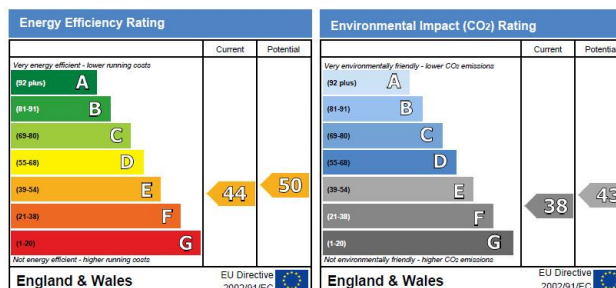 Energy Efficiency Rating
Current Potential
Very energy efficient - lower running costs
(92 plus) A
(81-91) B
(69-80) C
(55-68) D
(39-54) E
44 50
(21-38) F
(1-20) G
Not energy efficient - higher running costs
England & Wales
EU Directive
2002/91/EC
Environmental Impact (CO₂) Rating
Current Potential
Very environmentally friendly - lower CO₂ emissions
(92 plus) A
(81-91) B
(69-80) C
(55-68) D
(39-54) E
43
(21-38) F
38
(1-20) G
Not environmentally friendly - higher CO₂ emissions
England & Wales
EU Directive
2002/91/EC